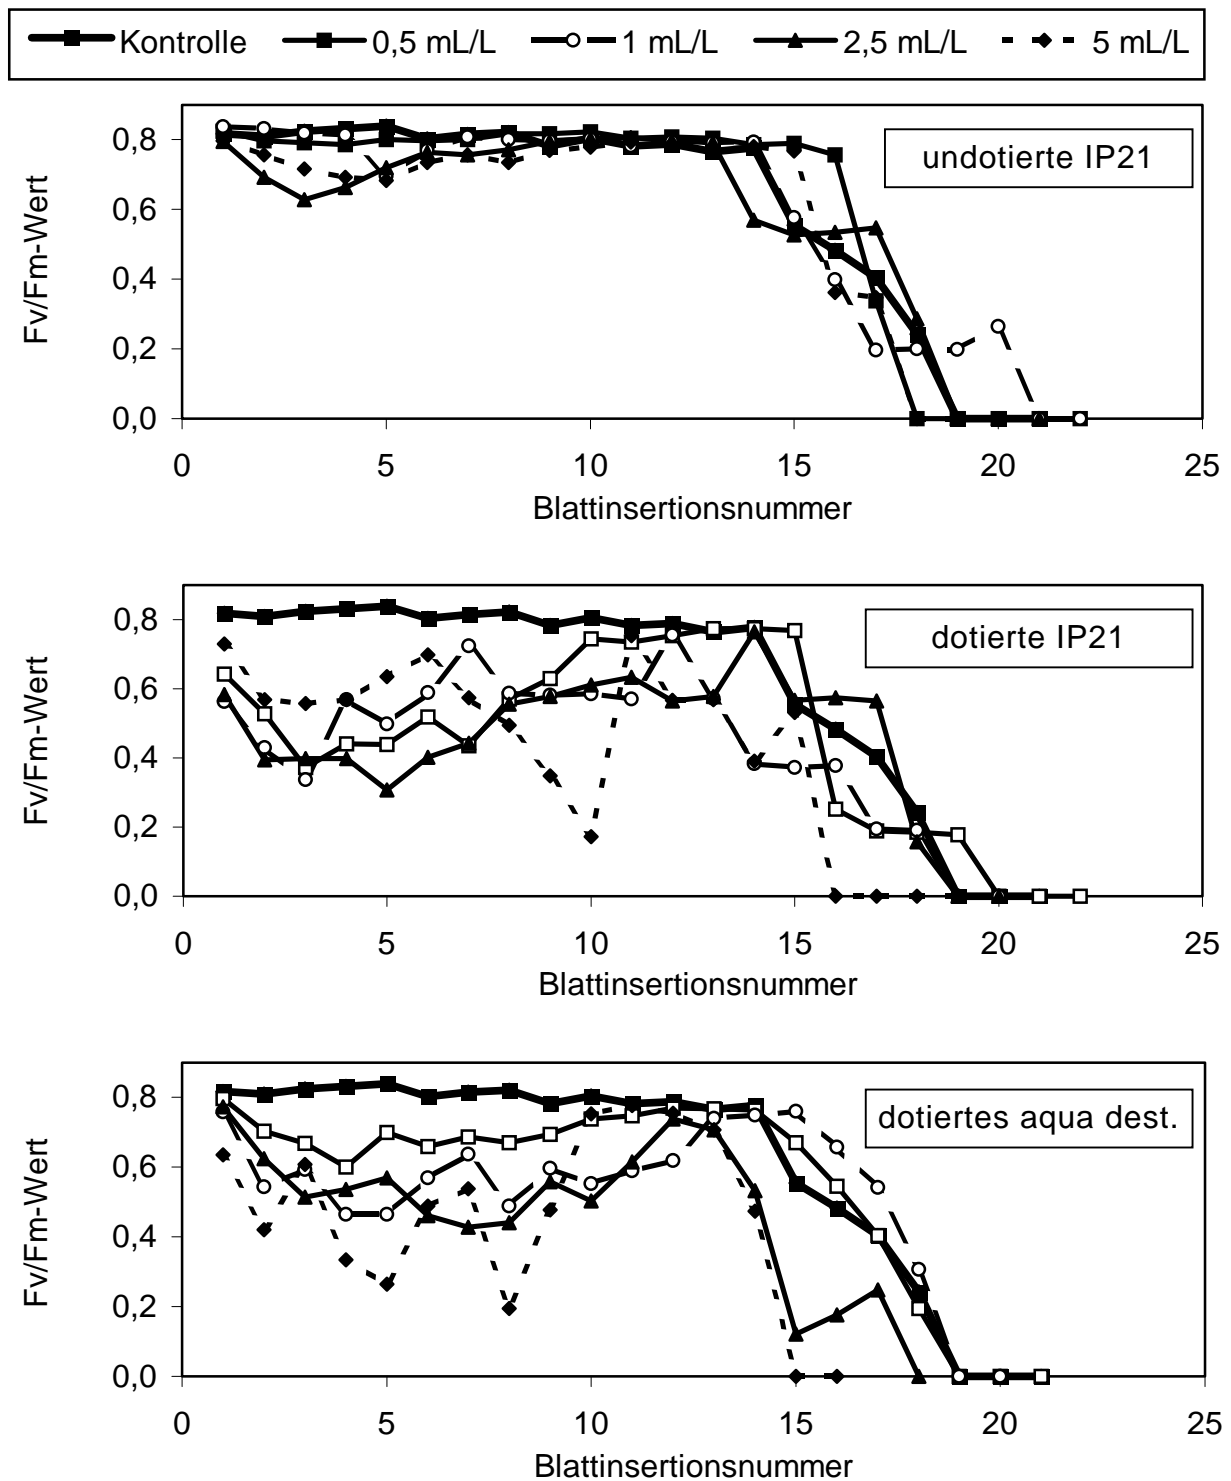 Kontrolle 0,5 mL/L 1 mL/L 2,5 mL/L 5 mL/L
undotierte IP21
Fv/Fm-Wert
0,8
0,6
0,4
0,2
0,0
0 5 10 15 20 25
Blattinsertionsnummer
dotierte IP21
Fv/Fm-Wert
0,8
0,6
0,4
0,2
0,0
0 5 10 15 20 25
Blattinsertionsnummer
dotiertes aqua dest.
Fv/Fm-Wert
0,8
0,6
0,4
0,2
0,0
0 5 10 15 20 25
Blattinsertionsnummer